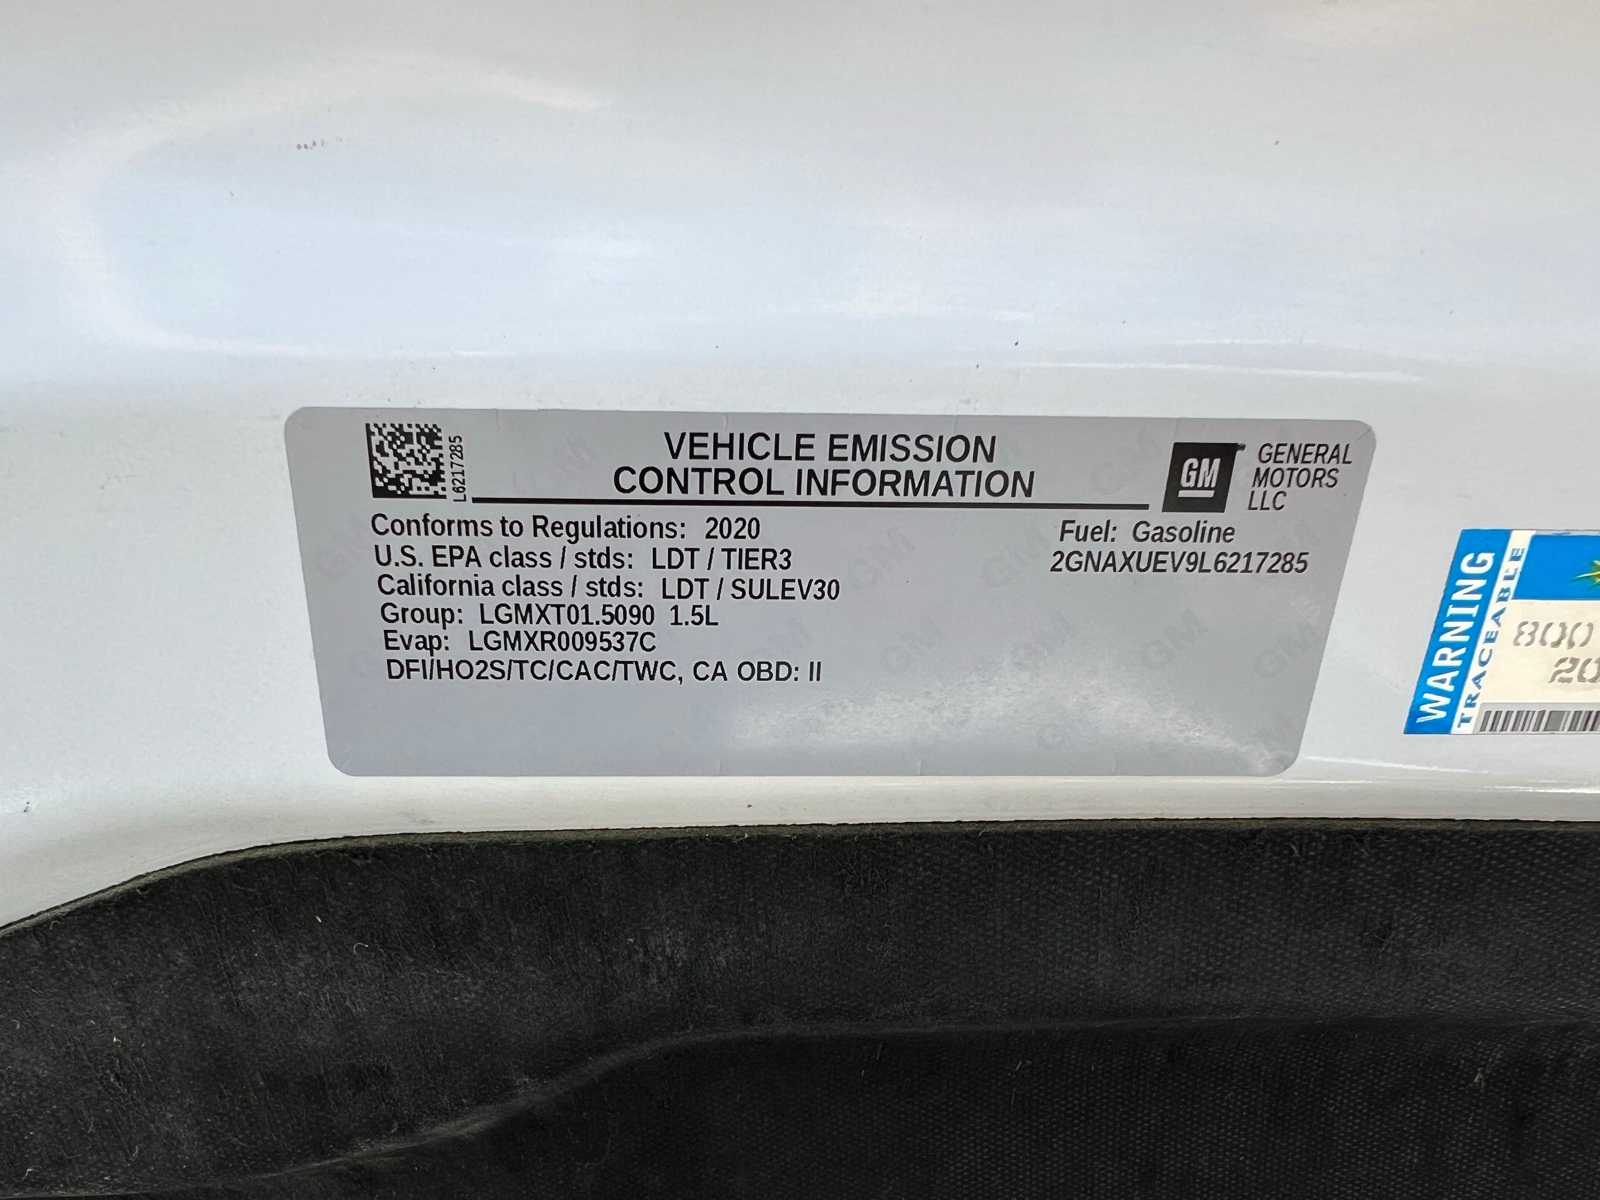 L6217285
VEHICLE EMISSION
CONTROL INFORMATION
GM
GENERAL
MOTORS
LLC
Conforms to Regulations: 2020
U.S. EPA class / stds: LDT / TIER3
California class / stds: LDT / SULEV30
Group: LGMXT01.5090 1.5L
Evap: LGMXR009537C
DFI/HO2S/TC/CAC/TWC, CA OBD: II
Fuel: Gasoline
2GNAXUEV9L6217285
WARNING
TRACEABLE
800
20